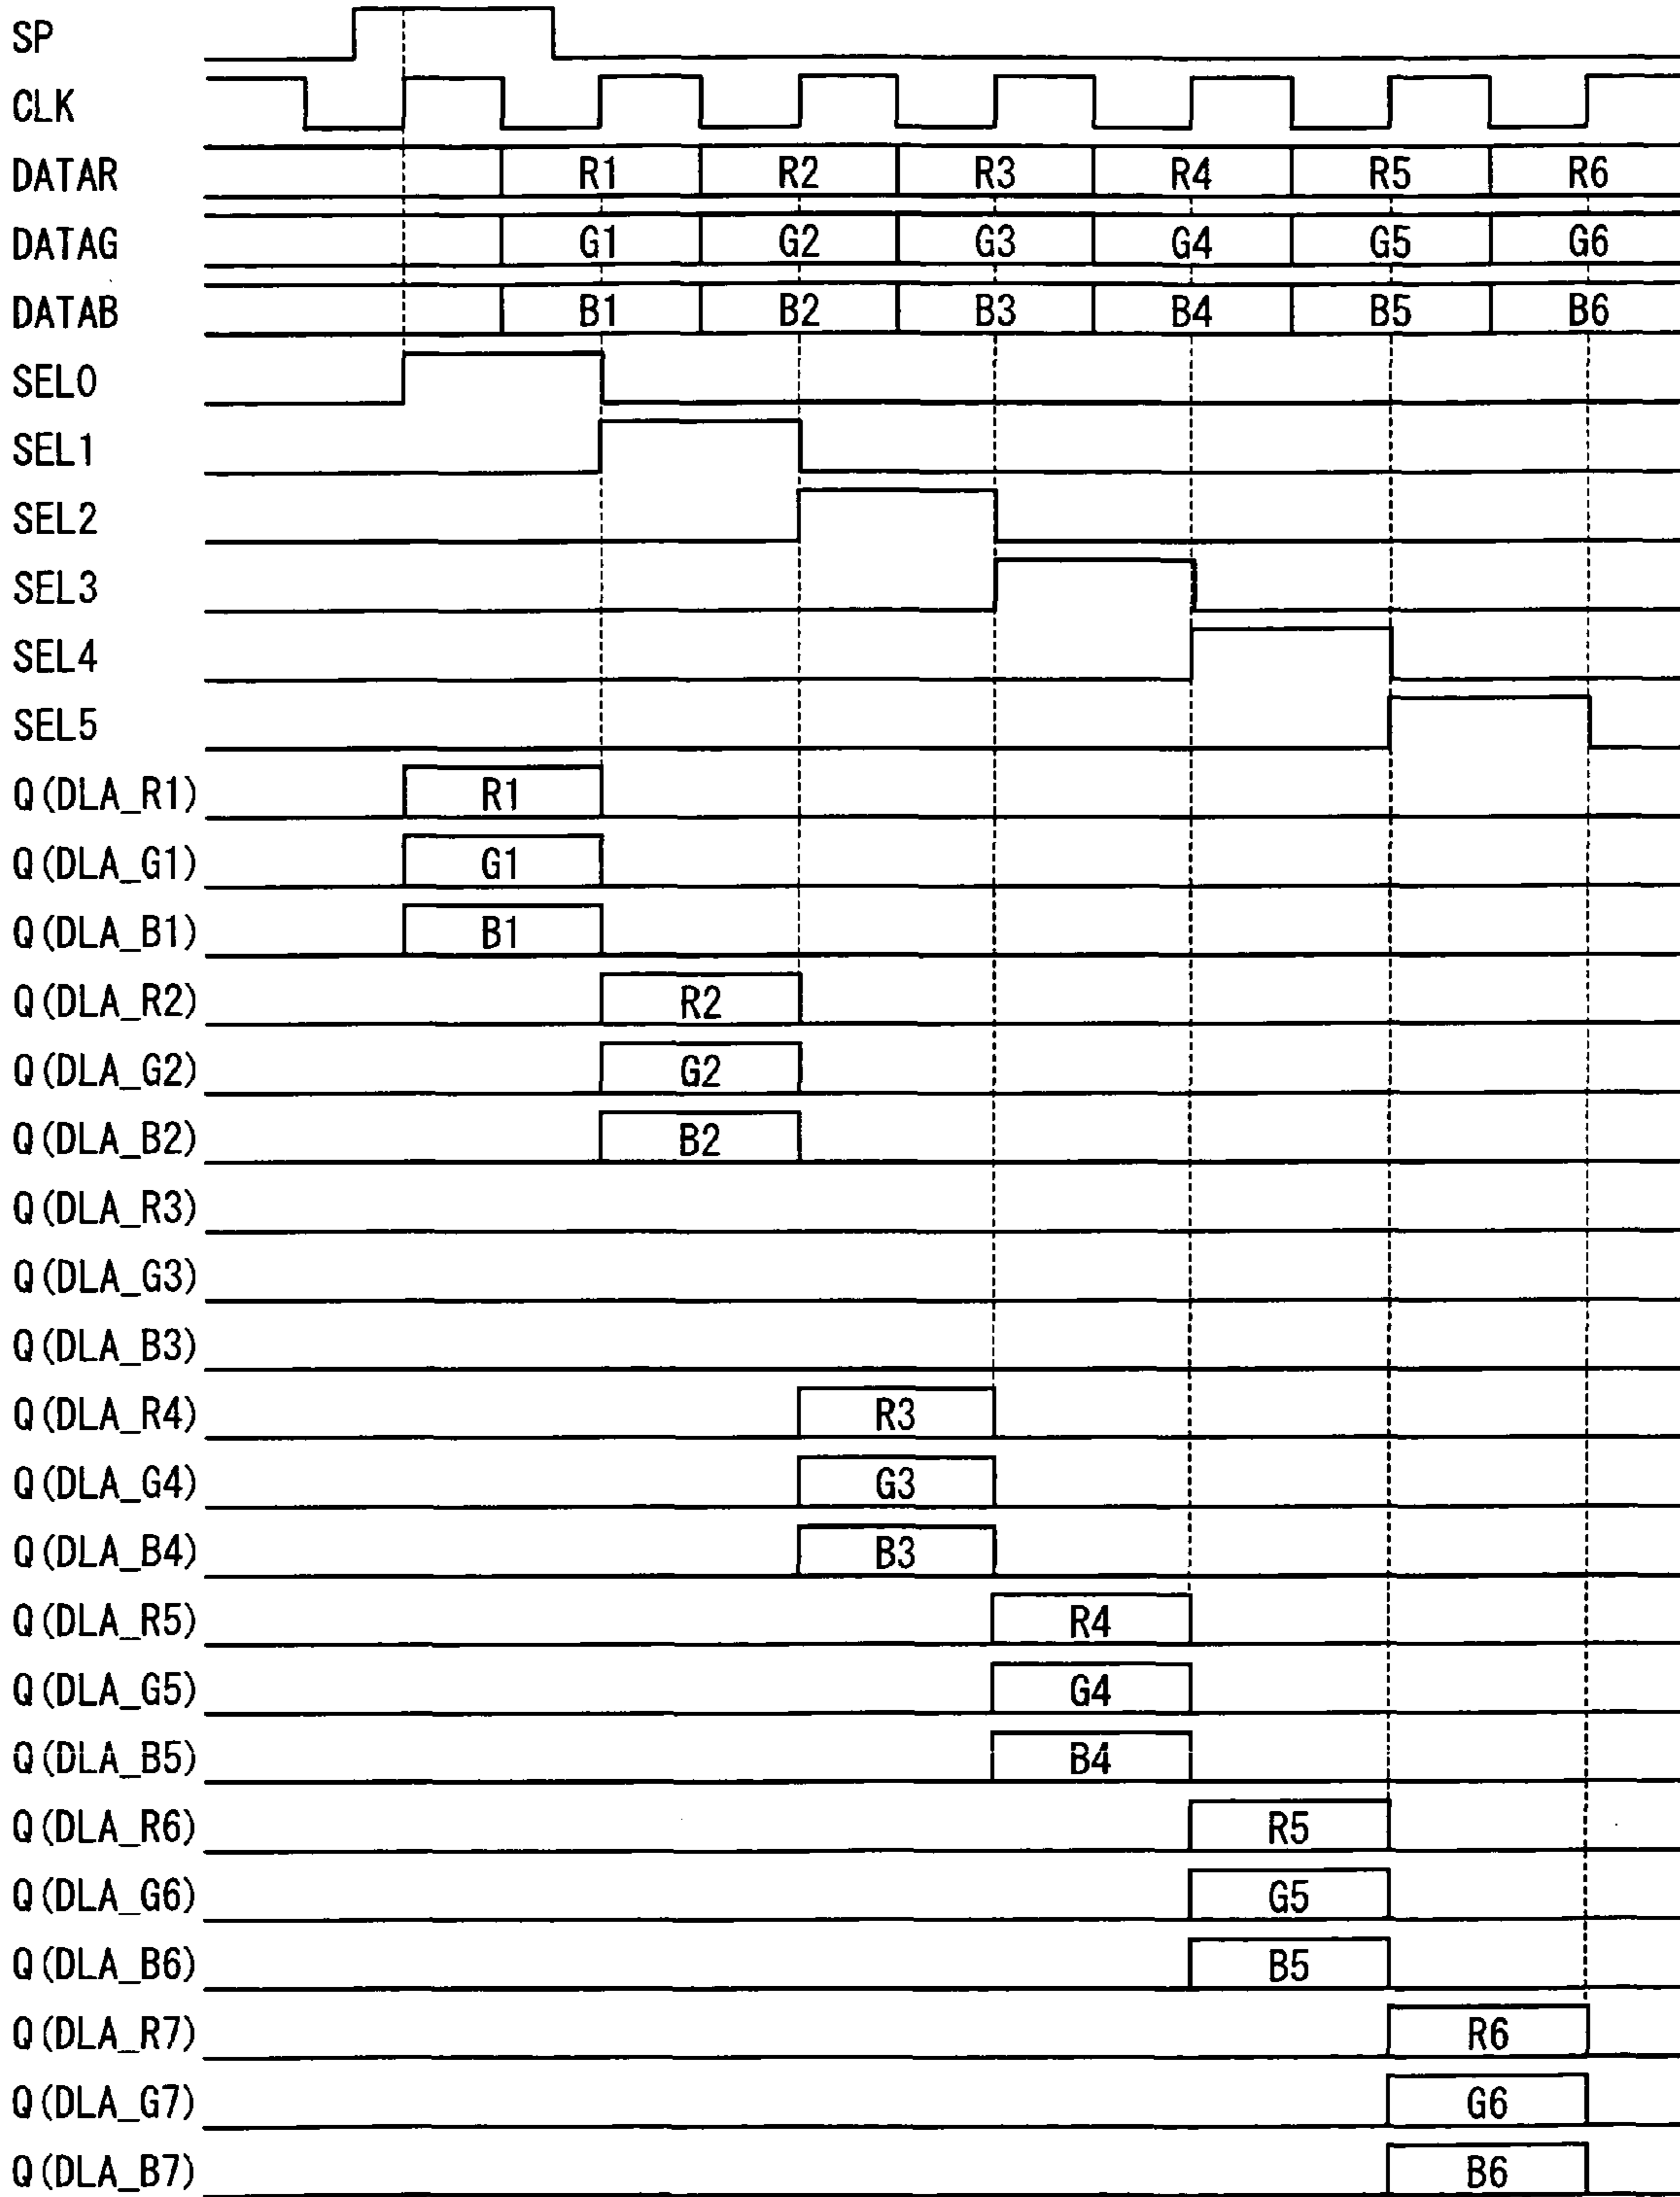 SP
CLK
DATAR R1 R2 R3 R4 R5 R6
DATAG G1 G2 G3 G4 G5 G6
DATAB B1 B2 B3 B4 B5 B6
SEL0
SEL1
SEL2
SEL3
SEL4
SEL5
Q(DLA_R1) R1
Q(DLA_G1) G1
Q(DLA_B1) B1
Q(DLA_R2) R2
Q(DLA_G2) G2
Q(DLA_B2) B2
Q(DLA_R3)
Q(DLA_G3)
Q(DLA_B3)
Q(DLA_R4) R3
Q(DLA_G4) G3
Q(DLA_B4) B3
Q(DLA_R5) R4
Q(DLA_G5) G4
Q(DLA_B5) B4
Q(DLA_R6) R5
Q(DLA_G6) G5
Q(DLA_B6) B5
Q(DLA_R7) R6
Q(DLA_G7) G6
Q(DLA_B7) B6